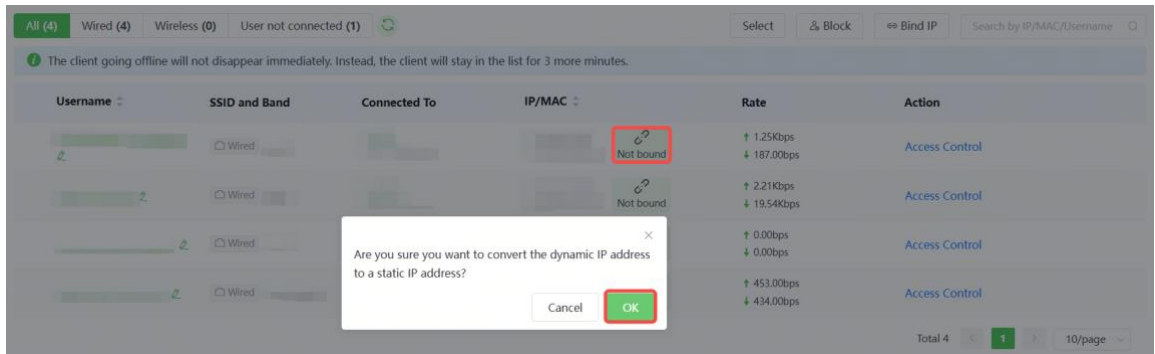 All (4) Wired (4) Wireless (0) User not connected (1) Select Block Bind IP Search by IP/MAC/Username
The client going offline will not disappear immediately. Instead, the client will stay in the list for 3 more minutes.
Username SSID and Band Connected To IP/MAC Rate Action
Wired Not bound ↑ 1.25Kbps Access Control
↓ 187.00bps
Wired Not bound ↑ 2.21Kbps Access Control
↓ 19.54Kbps
Wired ↑ 0.00bps Access Control
↓ 0.00bps
Are you sure you want to convert the dynamic IP address
to a static IP address?
Wired ↑ 453.00bps Access Control
↓ 434.00bps
Cancel OK
Total 4 < 1 > 10/page